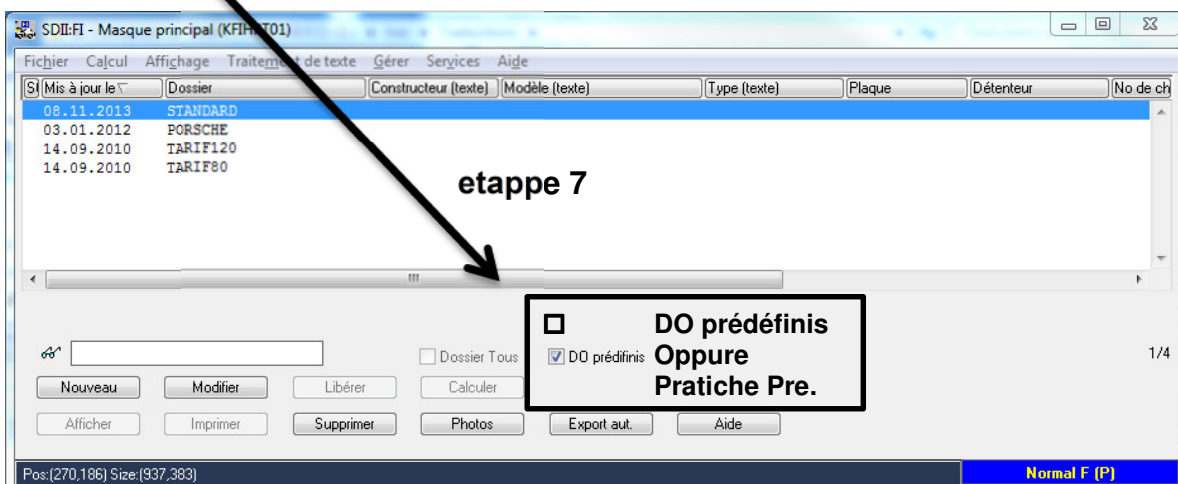 SDII:FI - Masque principal (KFIHPT01)
Fichier Calcul Affichage Traitement de texte Gérer Services Aide
Mis à jour le Dossier Constructeur (texte) Modèle (texte) Type (texte) Plaque Détenteur No de ch
08.11.2013 STANDARD
03.01.2012 PORSCHE
14.09.2010 TARIF120
14.09.2010 TARIF80
etappe 7
DO prédéfinis
Dossier Tous DO prédifinis Oppure 1/4
Nouveau Modifier Libérer Calculer Pratiche Pre.
Afficher Imprimer Supprimer Photos Export aut. Aide
Pos:(270,186) Size:(937,383) Normal F (P)